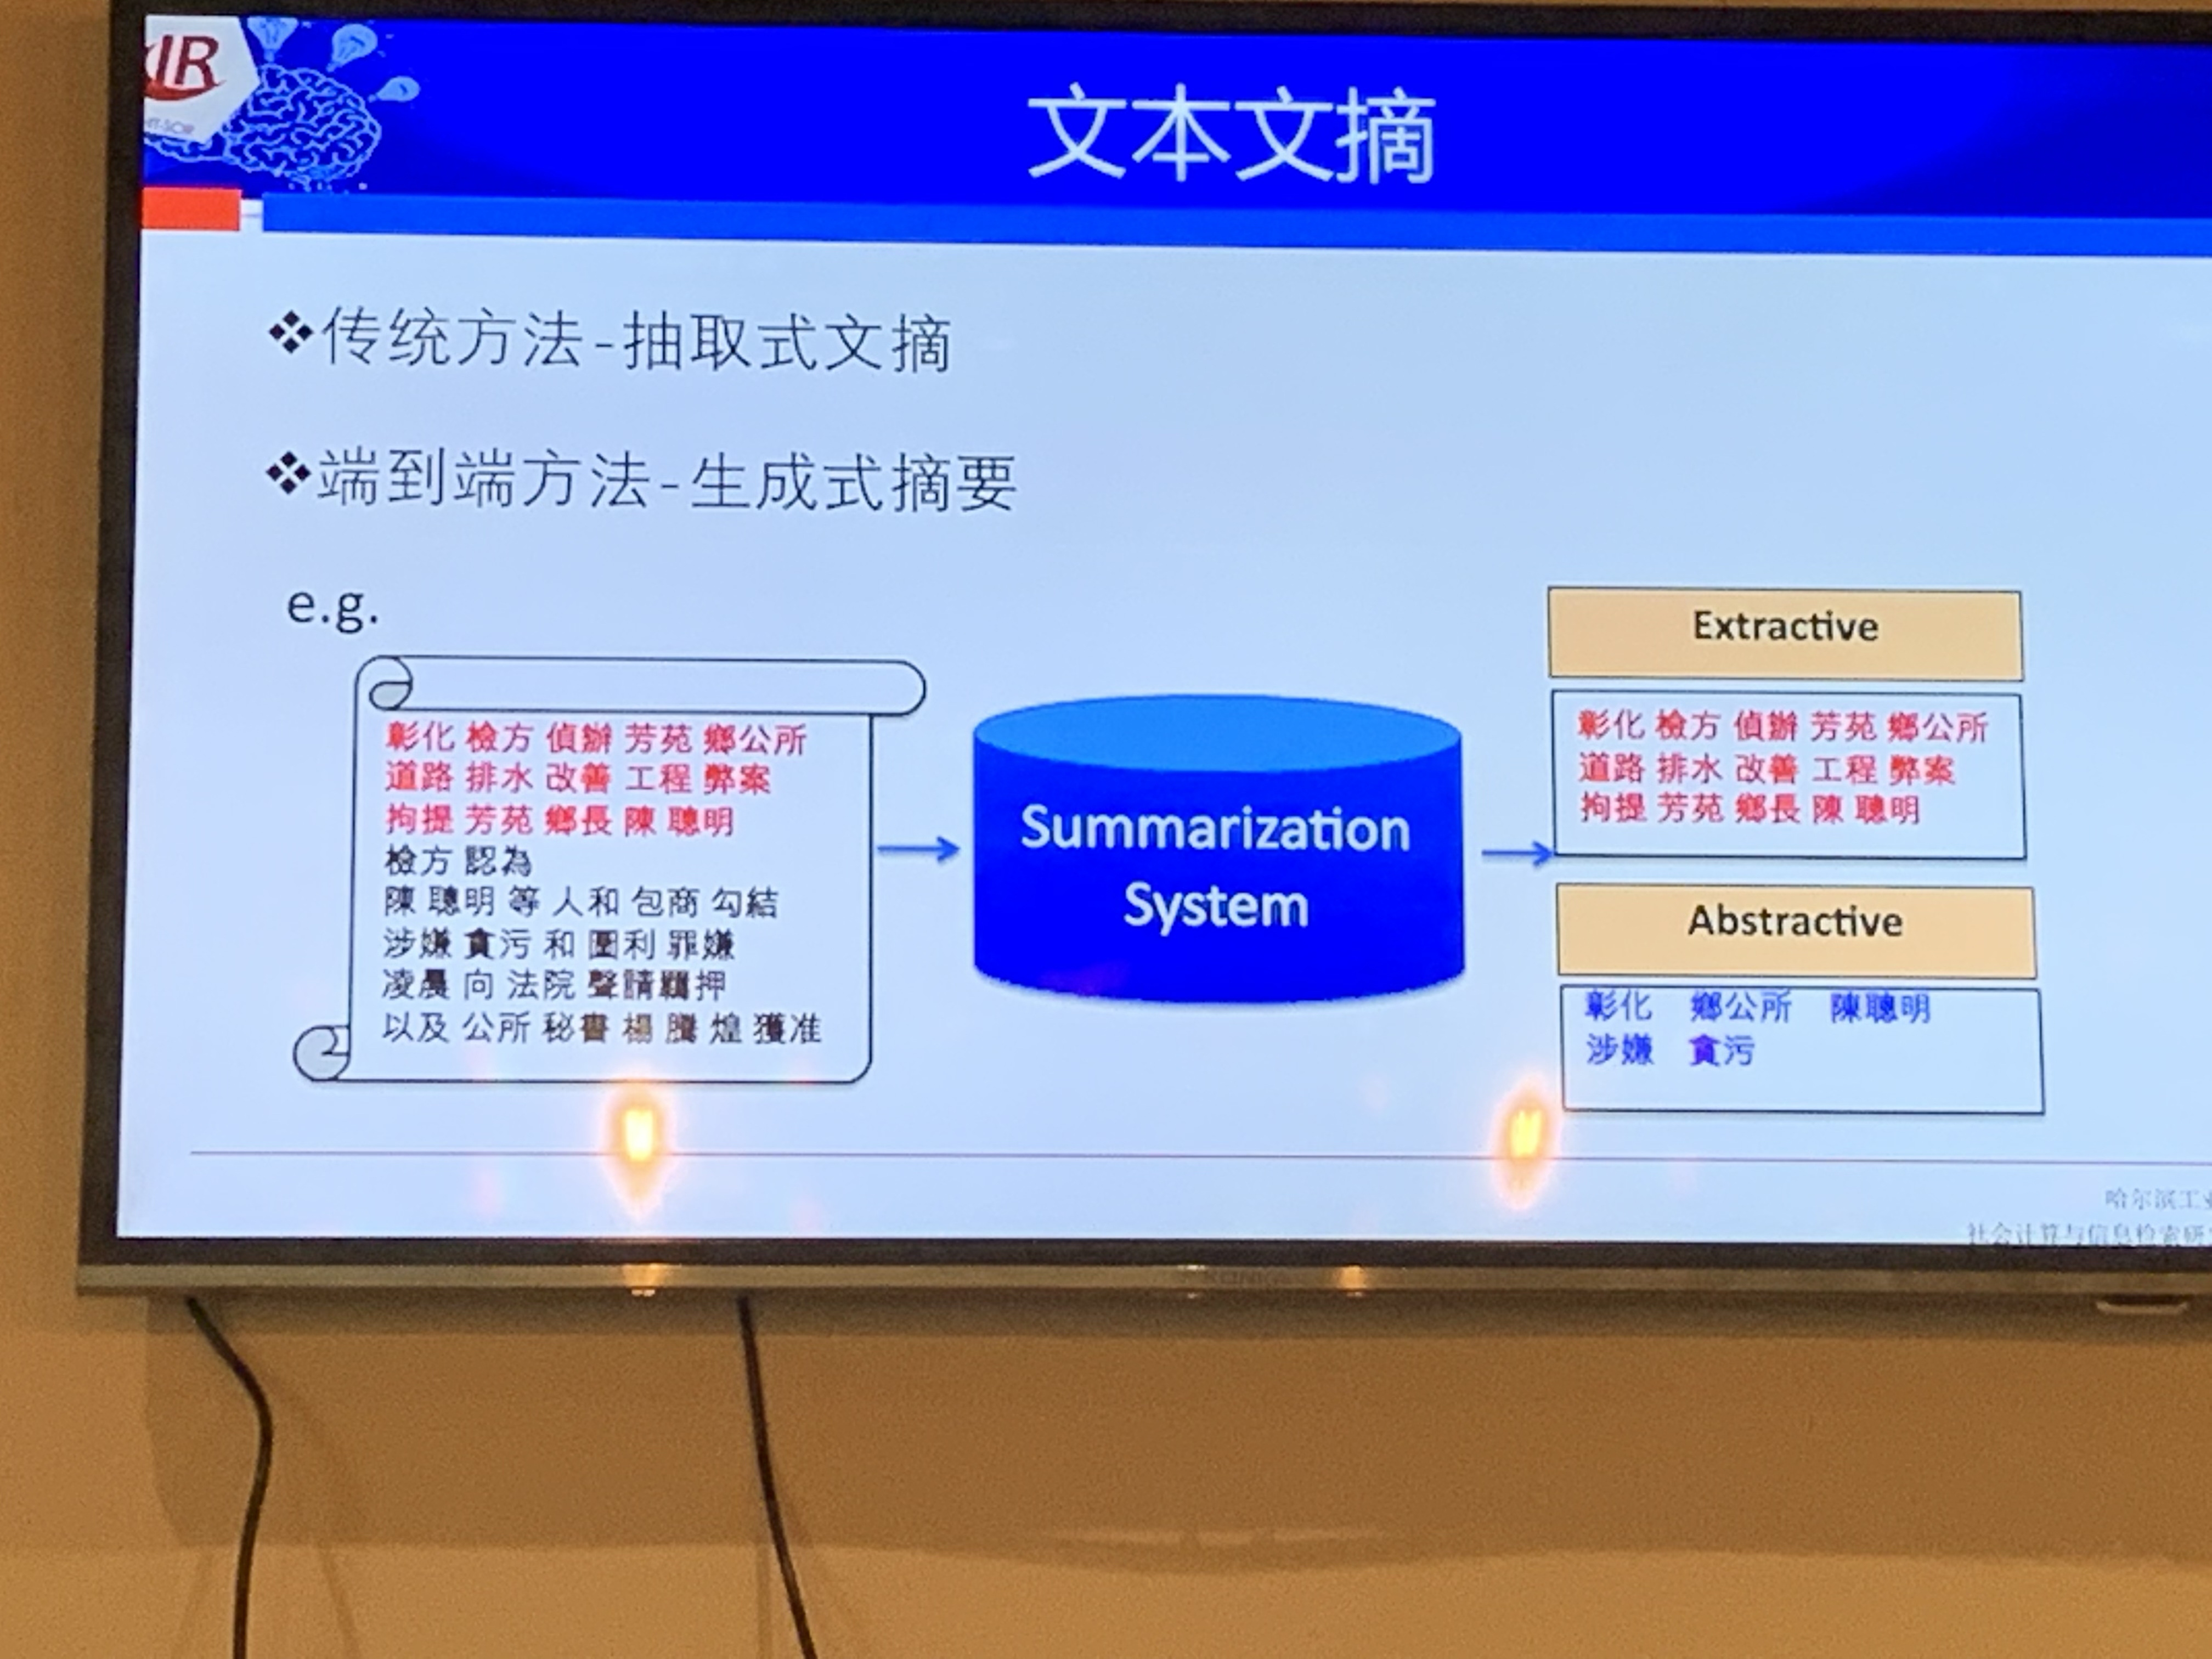 IR
HIT-SCIR
文本文摘
❖传统方法-抽取式文摘
❖端到端方法-生成式摘要
e.g.
彰化 檢方 偵辦 芳苑 鄉公所
道路 排水 改善 工程 弊案
拘提 芳苑 鄉長 陳 聰明
檢方 認為
陳 聰明 等 人和 包商 勾結
涉嫌 貪污 和 圖利 罪嫌
凌晨 向 法院 聲請羈押
以及 公所 秘書 楊 騰 煌 獲准
Summarization
System
Extractive
彰化 檢方 偵辦 芳苑 鄉公所
道路 排水 改善 工程 弊案
拘提 芳苑 鄉長 陳 聰明
Abstractive
彰化 鄉公所 陳聰明
涉嫌 貪污
哈尔滨工业
社会计算与信息检索研